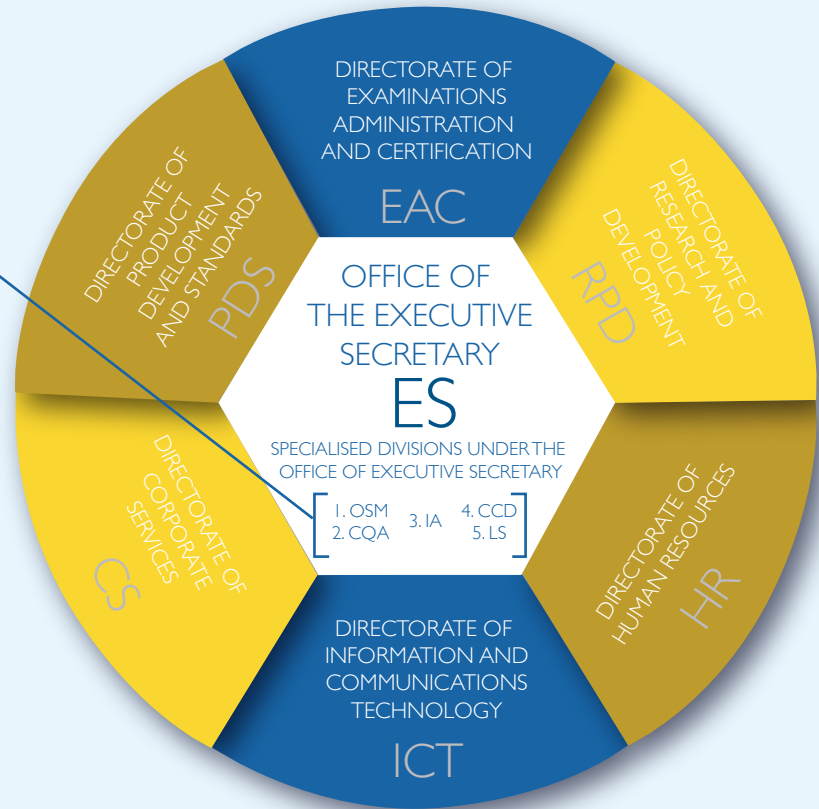 DIRECTORATE OF
EXAMINATIONS
ADMINISTRATION
AND CERTIFICATION
EAC
DIRECTORATE OF
RESEARCH AND
POLICY
DEVELOPMENT
RPD
DIRECTORATE OF
HUMAN RESOURCES
HR
DIRECTORATE OF
INFORMATION AND
COMMUNICATIONS
TECHNOLOGY
ICT
DIRECTORATE OF
CORPORATE
SERVICES
CS
DIRECTORATE OF
PRODUCT
DEVELOPMENT
AND STANDARDS
PDS
OFFICE OF
THE EXECUTIVE
SECRETARY
ES
SPECIALISED DIVISIONS UNDER THE
OFFICE OF EXECUTIVE SECRETARY
1. OSM
2. CQA
3. IA
4. CCD
5. LS